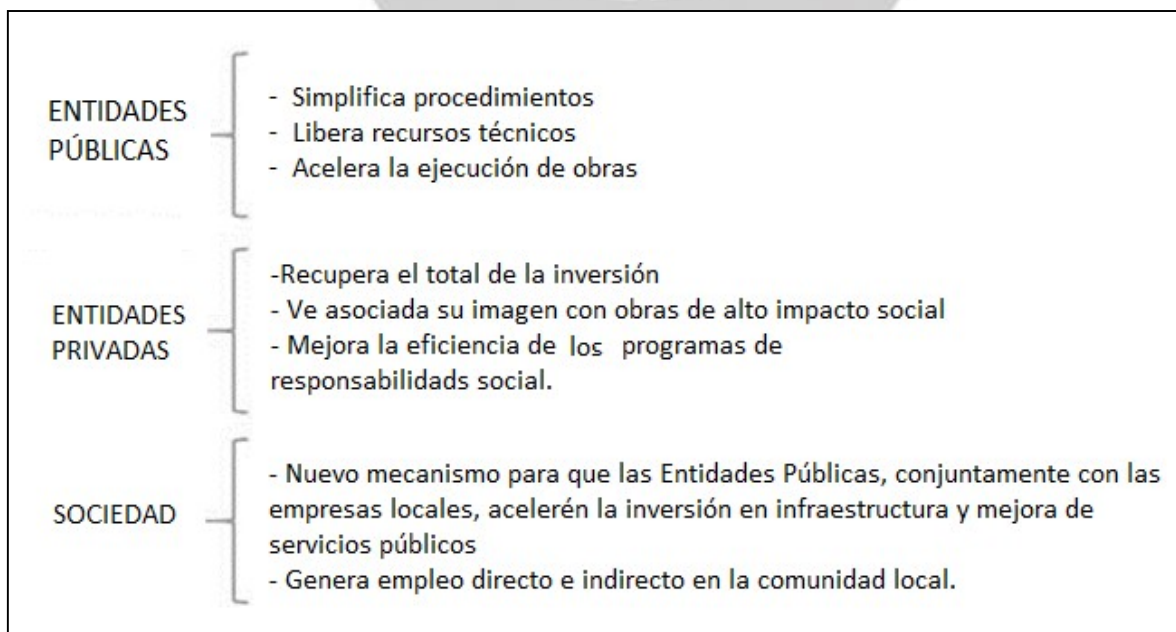 ENTIDADES
PÚBLICAS
- Simplifica procedimientos
- Libera recursos técnicos
- Acelera la ejecución de obras
ENTIDADES
PRIVADAS
-Recupera el total de la inversión
- Ve asociada su imagen con obras de alto impacto social
- Mejora la eficiencia de los programas de
responsabilidads social.
SOCIEDAD
- Nuevo mecanismo para que las Entidades Públicas, conjuntamente con las
empresas locales, acelerén la inversión en infraestructura y mejora de
servicios públicos
- Genera empleo directo e indirecto en la comunidad local.